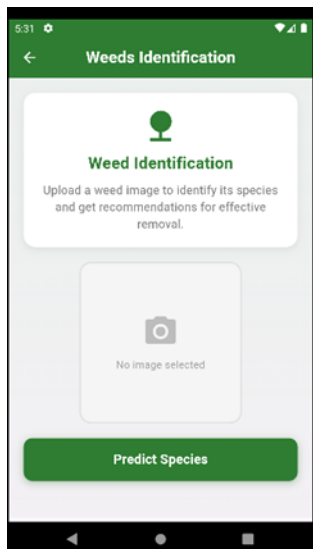 5:31
Weeds Identification
Weed Identification
Upload a weed image to identify its species
and get recommendations for effective
removal.
No image selected
Predict Species